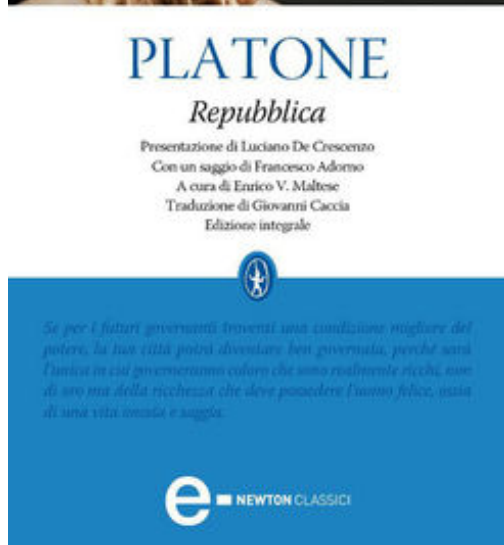 PLATONE
Repubblica
Presentazione di Luciano De Crescenzo
Con un saggio di Francesco Adorno
A cura di Enrico V. Maltese
Traduzione di Giovanni Caccia
Edizione integrale
Se per i futuri governanti troverai una condizione migliore del
potere, la tua città potrà diventare ben governata, perché sarà
l'unica in cui governeranno coloro che sono realmente ricchi, non
di oro ma della ricchezza che deve possedere l'uomo felice, ossia
di una vita onesta e saggia.
e NEWTON CLASSICI